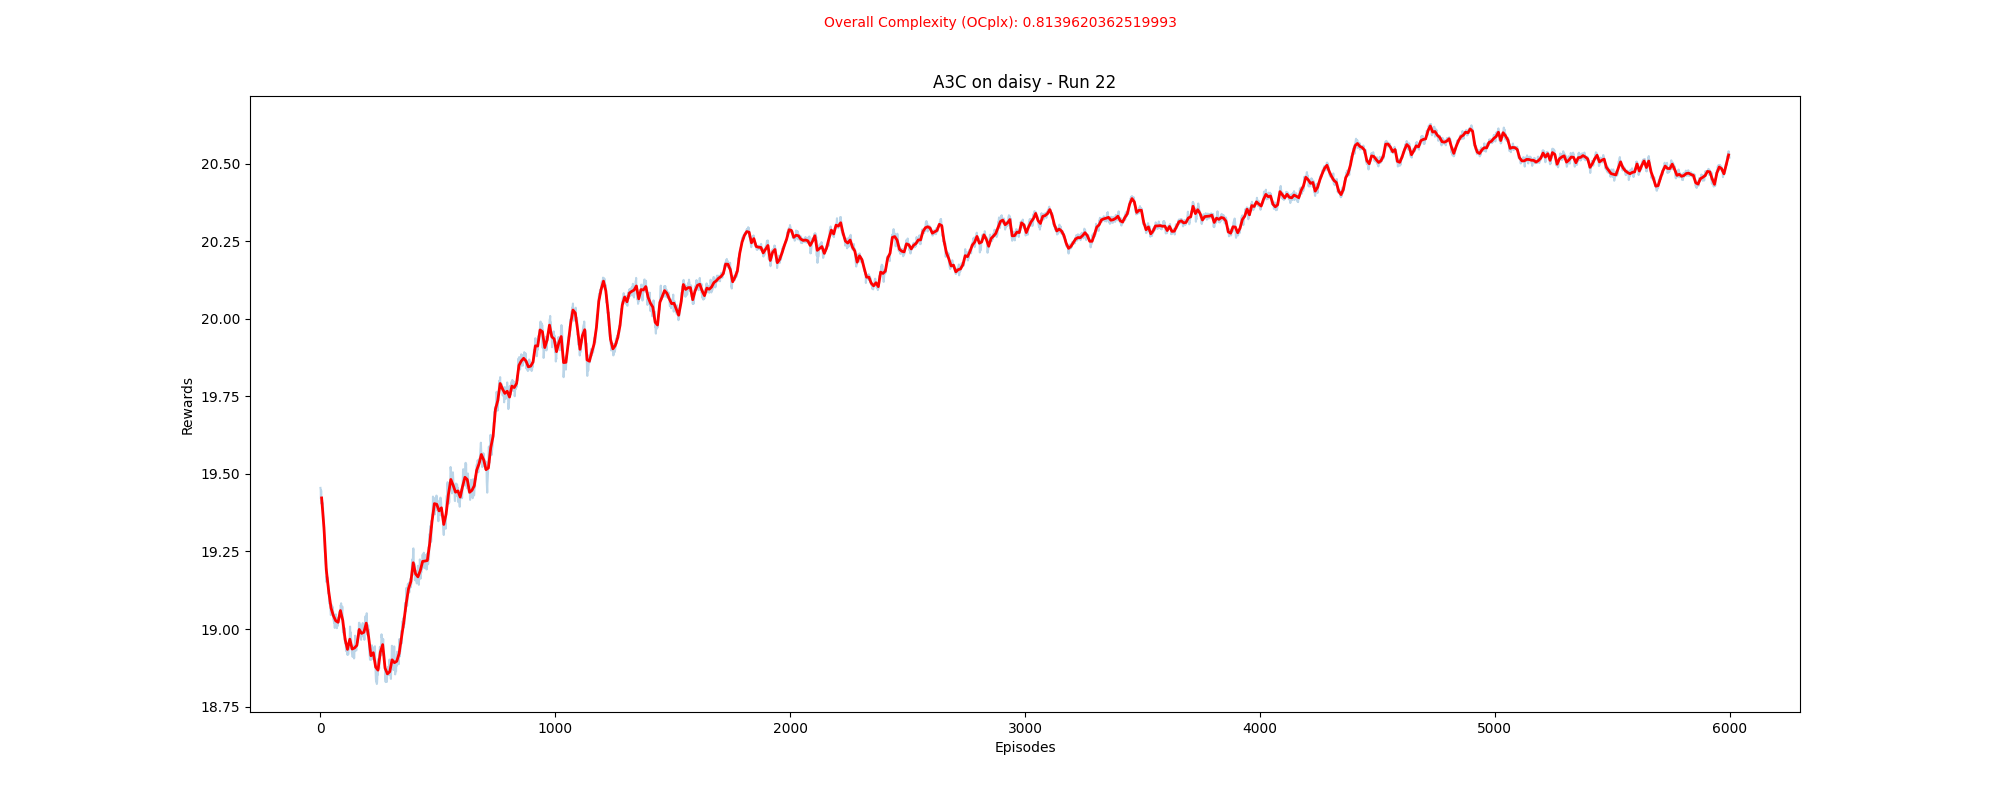 Overall Complexity (OCplx): 0.8139620362519993
A3C on daisy - Run 22
Rewards
20.50
20.25
20.00
19.75
19.50
19.25
19.00
18.75
0 1000 2000 3000 4000 5000 6000
Episodes